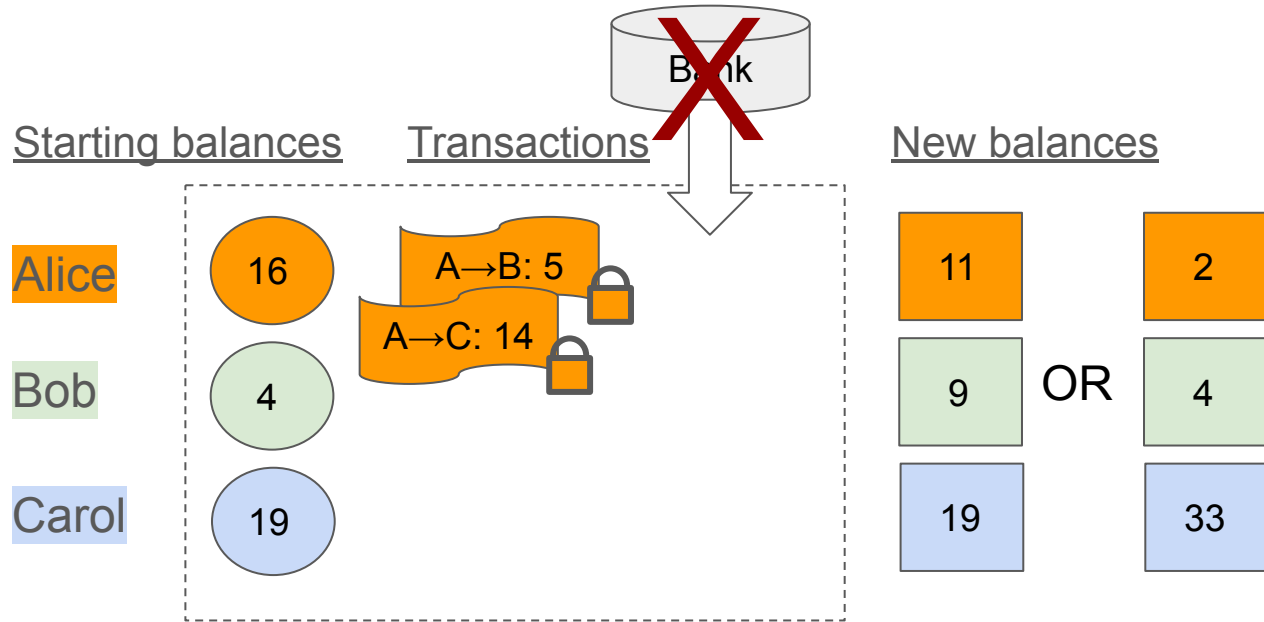 Bank
Starting balances
Transactions
New balances
Alice
16
A→B: 5
11
2
A→C: 14
Bob
4
9
OR
4
Carol
19
19
33